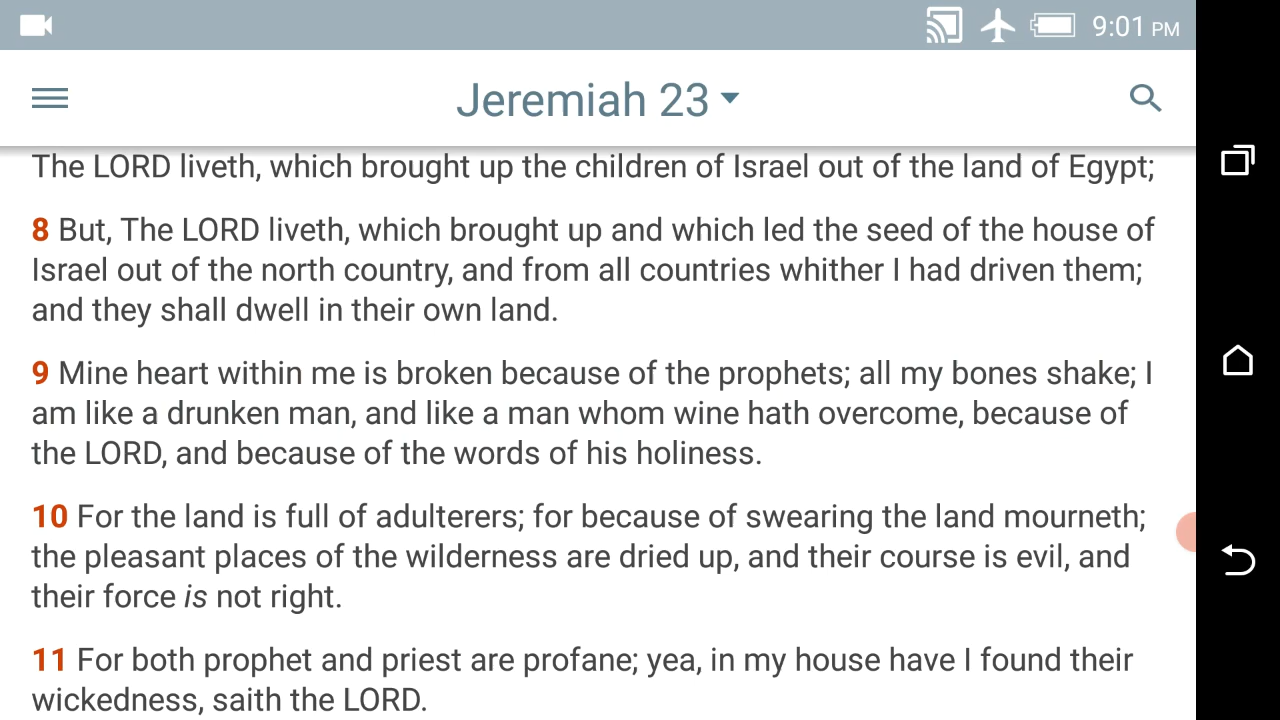 9:01 PM
Jeremiah 23
The LORD liveth, which brought up the children of Israel out of the land of Egypt;
8 But, The LORD liveth, which brought up and which led the seed of the house of
Israel out of the north country, and from all countries whither I had driven them;
and they shall dwell in their own land.
9 Mine heart within me is broken because of the prophets; all my bones shake; I
am like a drunken man, and like a man whom wine hath overcome, because of
the LORD, and because of the words of his holiness.
10 For the land is full of adulterers; for because of swearing the land mourneth;
the pleasant places of the wilderness are dried up, and their course is evil, and
their force is not right.
11 For both prophet and priest are profane; yea, in my house have I found their
wickedness, saith the LORD.